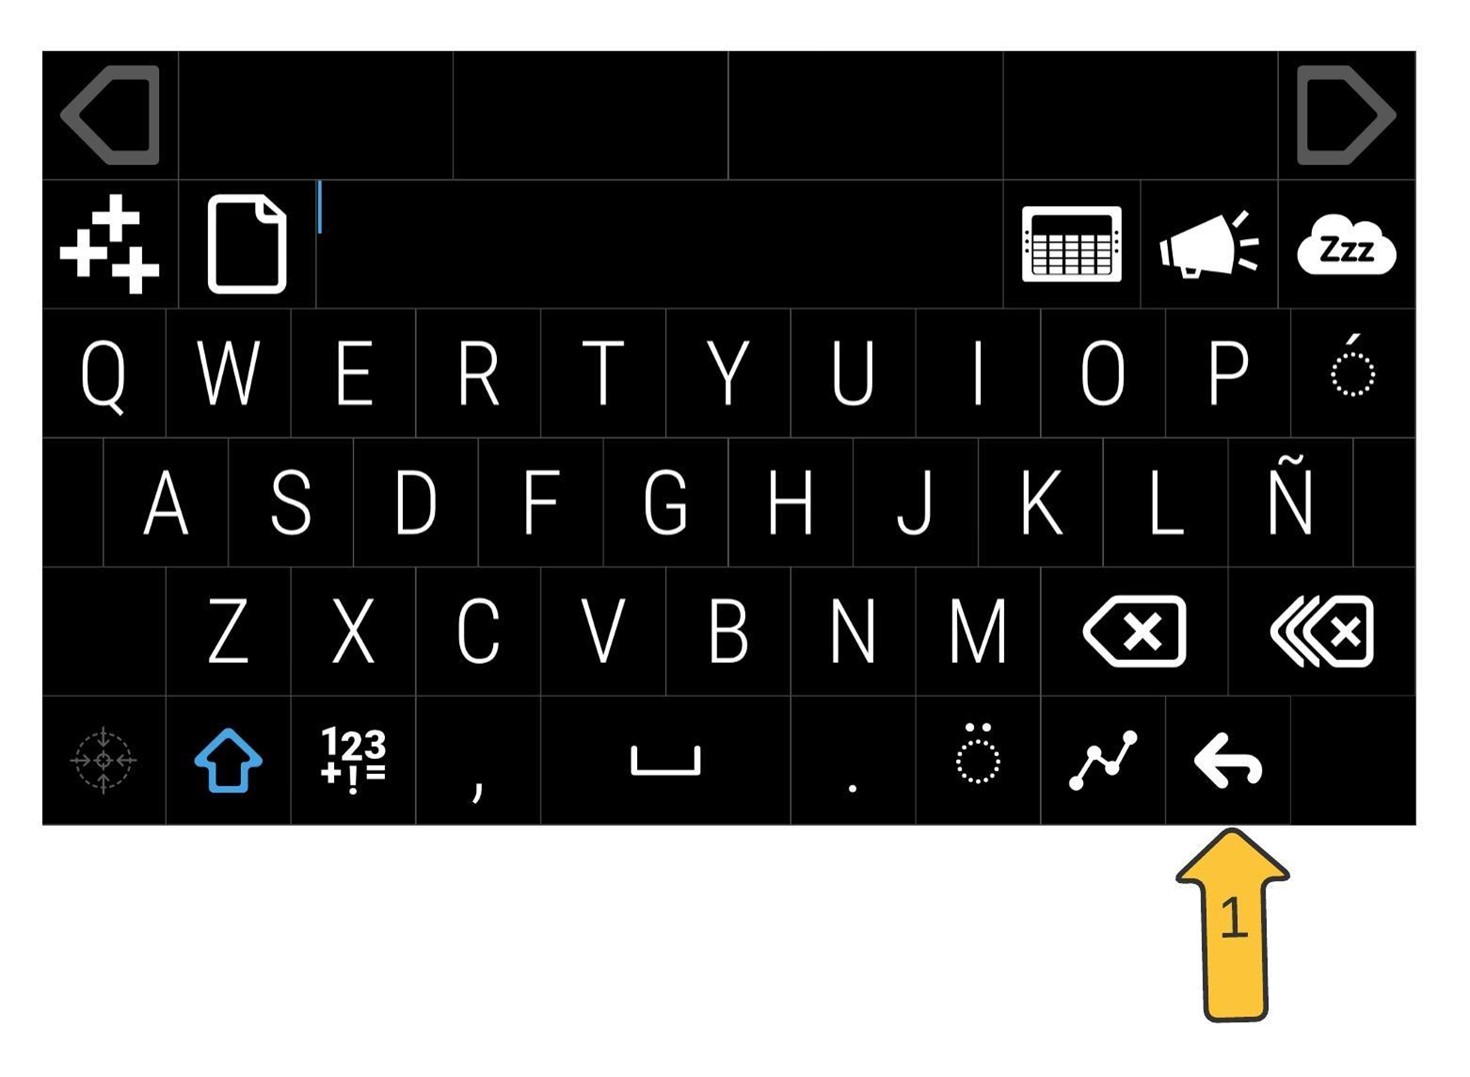 Zzz
Q W E R T Y U I O P ó
A S D F G H J K L Ñ
Z X C V B N M
123 , . ö
+!=
1